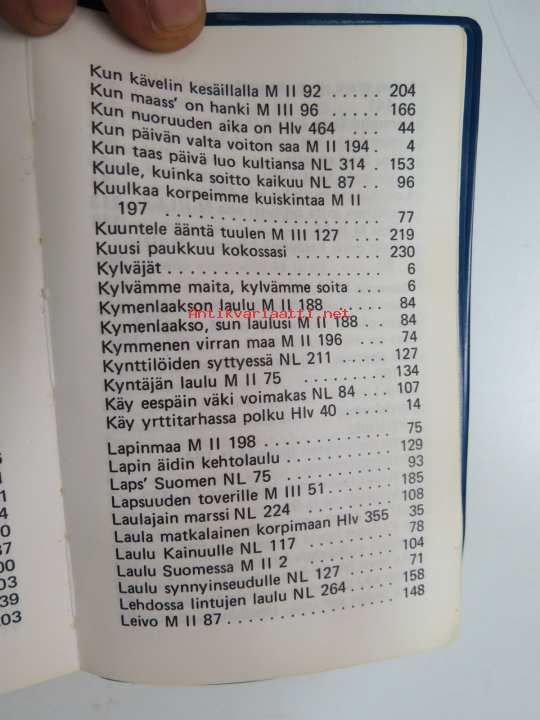 Kun kävelin kesäillalla M II 92 ..... 204
Kun maass' on hanki M III 96 ..... 166
Kun nuoruuden aika on Hlv 464 ... 44
Kun päivän valta voiton saa M II 194 . 4
Kun taas päivä luo kultiansa NL 314 . 153
Kuule, kuinka soitto kaikuu NL 87 .. 96
Kuulkaa korpeimme kuiskintaa M II
197 .................... 77
Kuuntele ääntä tuulen M III 127 ... 219
Kuusi paukkuu kokossasi ......... 230
Kylväjät .................... 6
Kylvämme maita, kylvämme soita .. 6
Kymenlaakson laulu M II 188 ...... 84
Antikvariaatti.net
Kymenlaakso, sun laulusi M II 188 .. 84
Kymmenen virran maa M II 196 ... 74
Kynttilöiden syttyessä NL 211 ..... 127
Kyntäjän laulu M II 75 ......... 134
Käy eespäin väki voimakas NL 84 .. 107
Käy yrttitarhassa polku Hlv 40 .... 14
Lapinmaa M II 198 ............ 75
Lapin äidin kehtolaulu .......... 129
Laps' Suomen NL 75 .......... 93
Lapsuuden toverille M III 51 ...... 185
Laulajain marssi NL 224 ......... 108
Laula matkalainen korpimaan Hlv 355 35
Laulu Kainuulle NL 117 ......... 78
Laulu Suomessa M II 2 ......... 104
Laulu synnyinseudulle NL 127 ..... 71
Lehdossa lintujen laulu NL 264 .... 158
Leivo M II 87 ............... 148